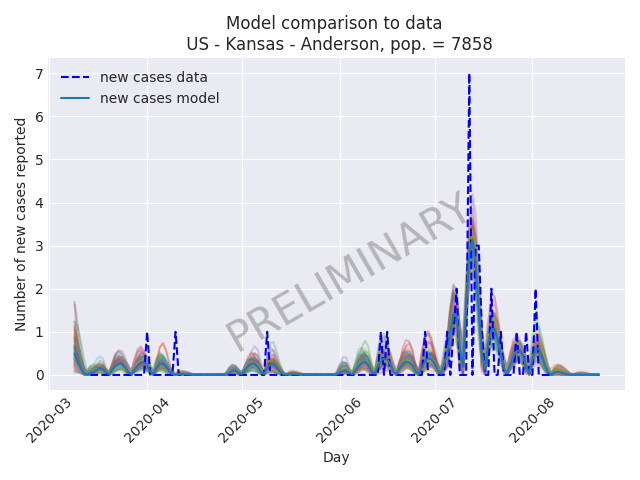 Model comparison to data
US - Kansas - Anderson, pop. = 7858
new cases data
new cases model
PRELIMINARY
Number of new cases reported
7
6
5
4
3
2
1
0
2020-03
2020-04
2020-05
2020-06
2020-07
2020-08
Day